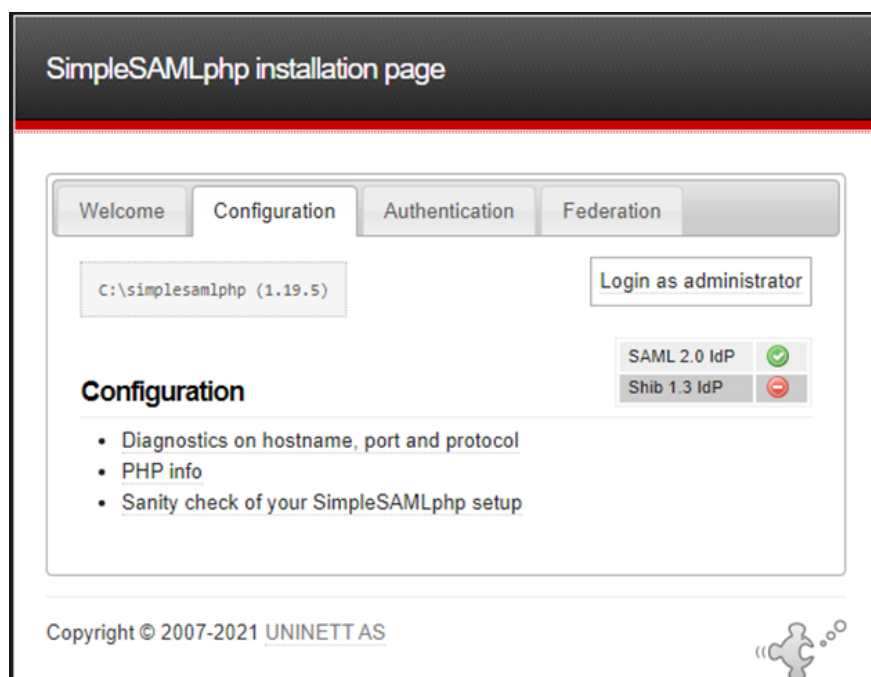 SimpleSAMLphp installation page
Welcome
Configuration
Authentication
Federation
C:\simplesamlphp (1.19.5)
Login as administrator
SAML 2.0 IdP
Shib 1.3 IdP
Configuration
Diagnostics on hostname, port and protocol
PHP info
Sanity check of your SimpleSAMLphp setup
Copyright © 2007-2021 UNINETT AS